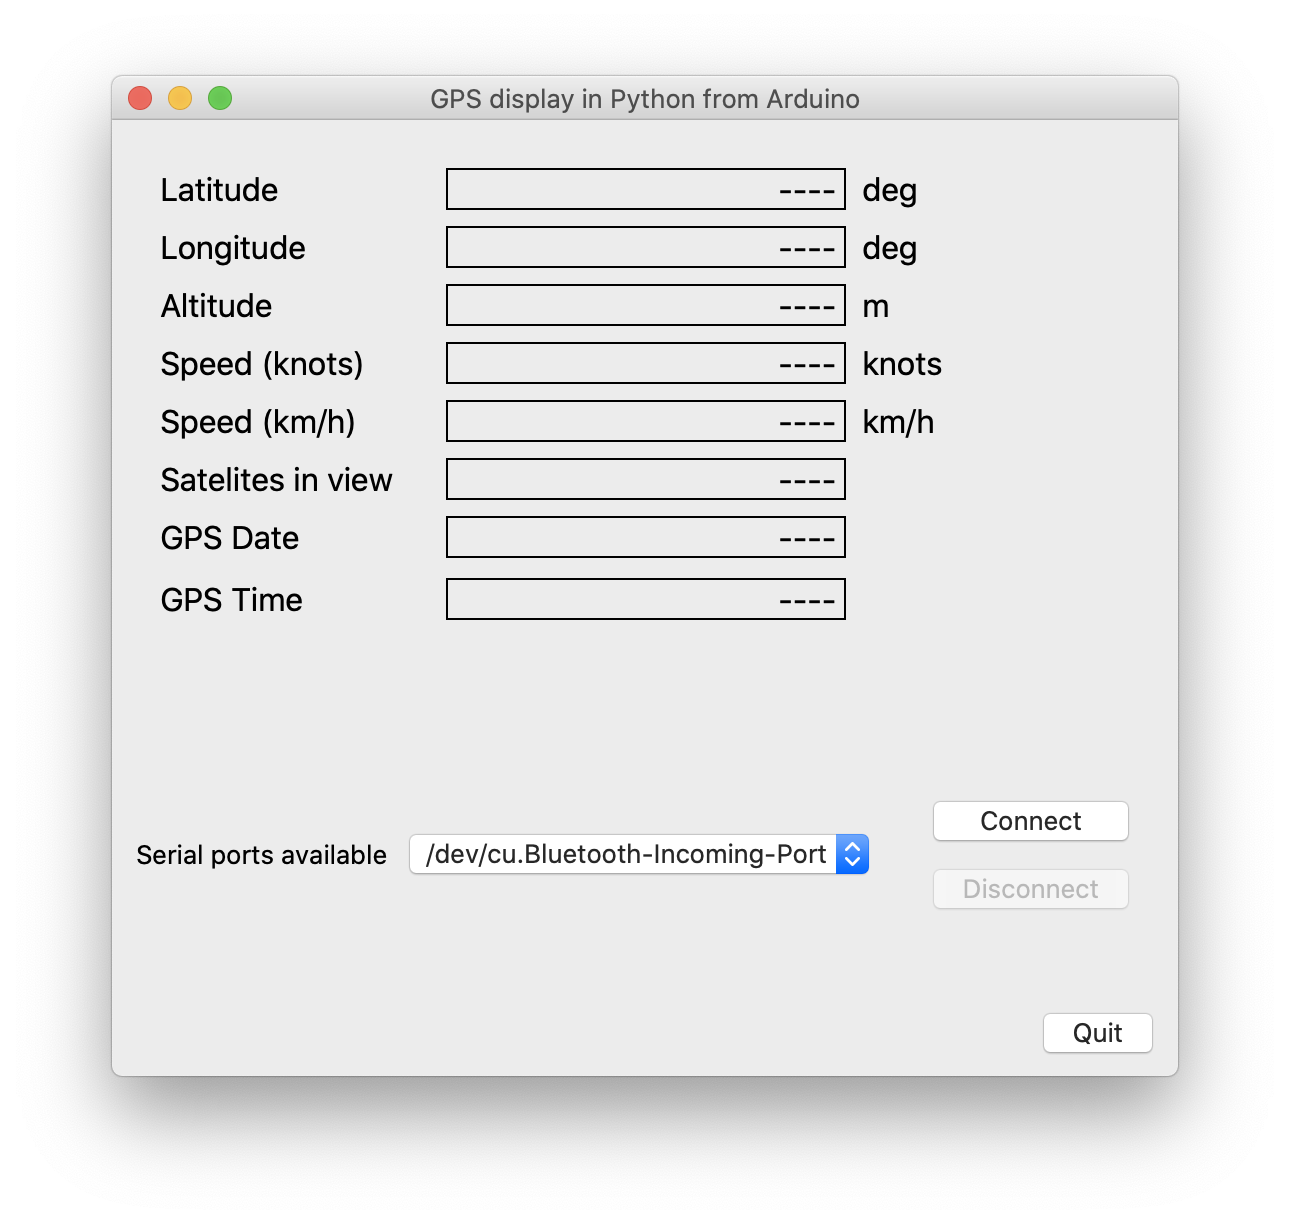 GPS display in Python from Arduino
Latitude ---- deg
Longitude ---- deg
Altitude ---- m
Speed (knots) ---- knots
Speed (km/h) ---- km/h
Satelites in view ----
GPS Date ----
GPS Time ----
Connect
Serial ports available /dev/cu.Bluetooth-Incoming-Port
Disconnect
Quit